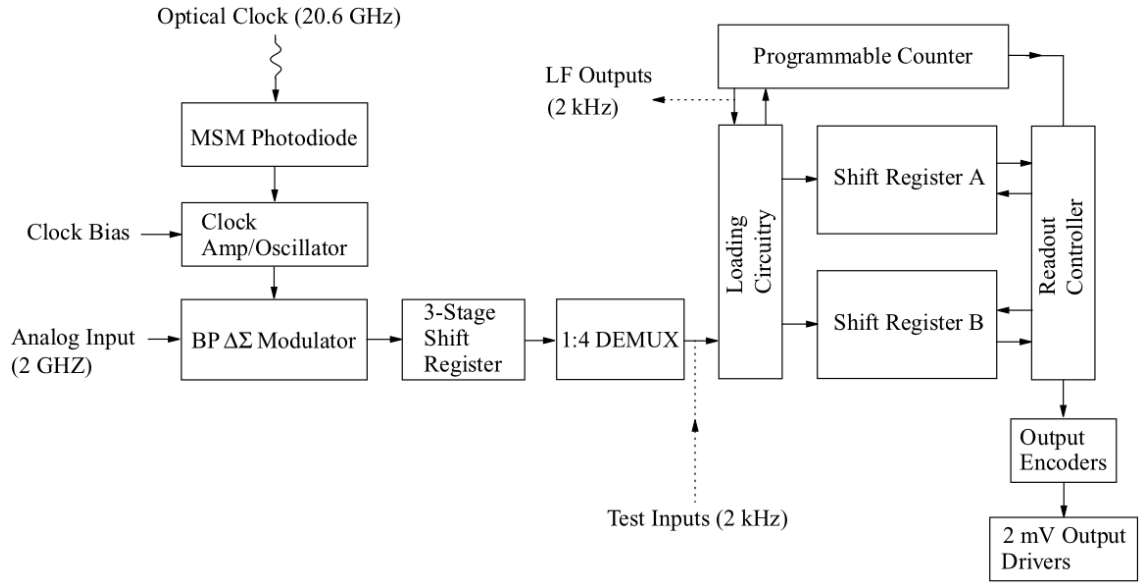 Optical Clock (20.6 GHz)
Programmable Counter
LF Outputs
(2 kHz)
MSM Photodiode
Clock Bias
Clock
Amp/Oscillator
Loading
Circuitry
Shift Register A
Readout
Controller
Analog Input
(2 GHZ)
BP ΔΣ Modulator
3-Stage
Shift
Register
1:4 DEMUX
Shift Register B
Output
Encoders
Test Inputs (2 kHz)
2 mV Output
Drivers